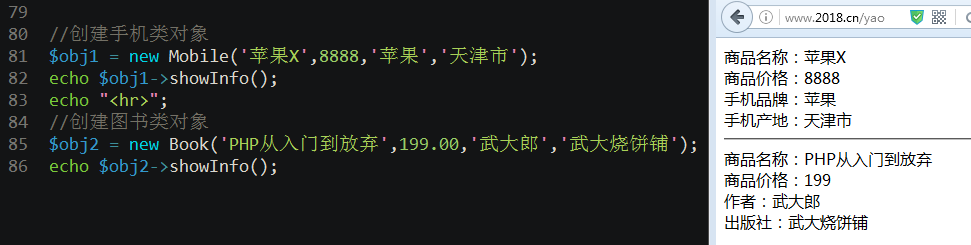 79
80 //创建手机类对象
81 $obj1 = new Mobile('苹果X',8888,'苹果','天津市');
82 echo $obj1->showInfo();
83 echo "<hr>";
84 //创建图书类对象
85 $obj2 = new Book('PHP从入门到放弃',199.00,'武大郎','武大烧饼铺');
86 echo $obj2->showInfo();
www.2018.cn/yao
商品名称：苹果X
商品价格：8888
手机品牌：苹果
手机产地：天津市
商品名称：PHP从入门到放弃
商品价格：199
作者：武大郎
出版社：武大烧饼铺